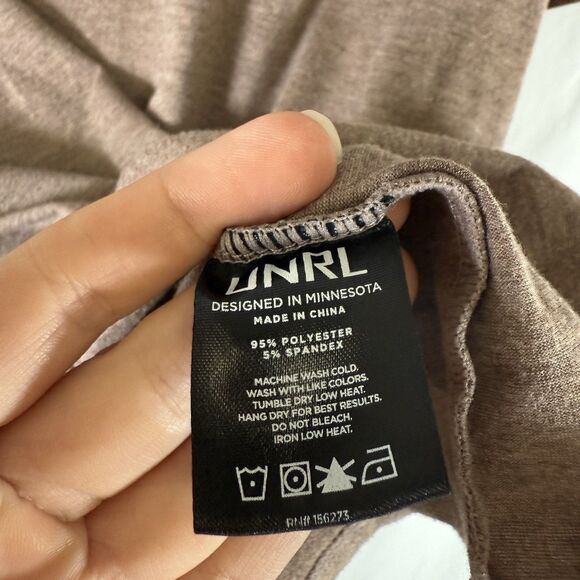 UNRL
DESIGNED IN MINNESOTA
MADE IN CHINA
95% POLYESTER
5% SPANDEX
MACHINE WASH COLD.
WASH WITH LIKE COLORS.
TUMBLE DRY LOW HEAT.
HANG DRY FOR BEST RESULTS.
DO NOT BLEACH.
IRON LOW HEAT.
RN# 156273